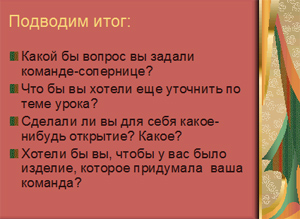 Подводим итог:
Какой бы вопрос вы задали
команде-сопернице?
Что бы вы хотели еще уточнить по
теме урока?
Сделали ли вы для себя какое-
нибудь открытие? Какое?
Хотели бы вы, чтобы у вас было
изделие, которое придумала ваша
команда?